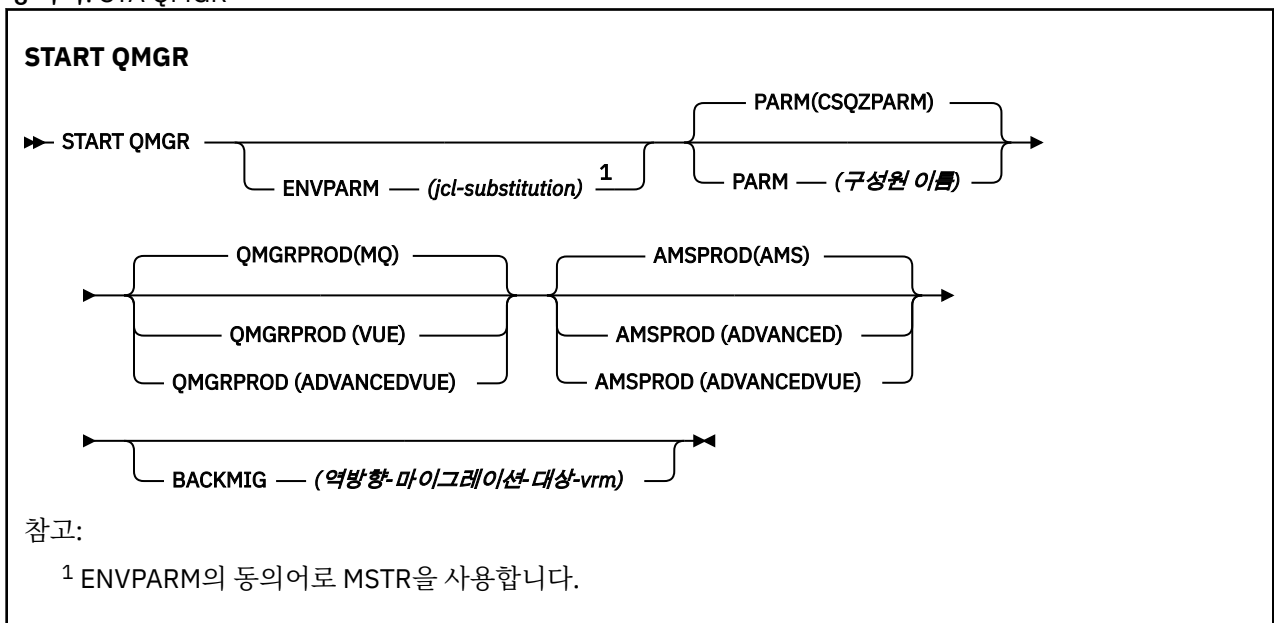 START QMGR
PARM(CSQZPARM)
START QMGR
ENVPARM (jcl-substitution) 1
PARM (구성원 이름)
QMGRPROD(MQ)
AMSPROD(AMS)
QMGRPROD (VUE)
AMSPROD (ADVANCED)
QMGRPROD (ADVANCEDVUE)
AMSPROD (ADVANCEDVUE)
BACKMIG (역방향-마이그레이션-대상-vrm)
참고:
1 ENVPARM의 동의어로 MSTR을 사용합니다.